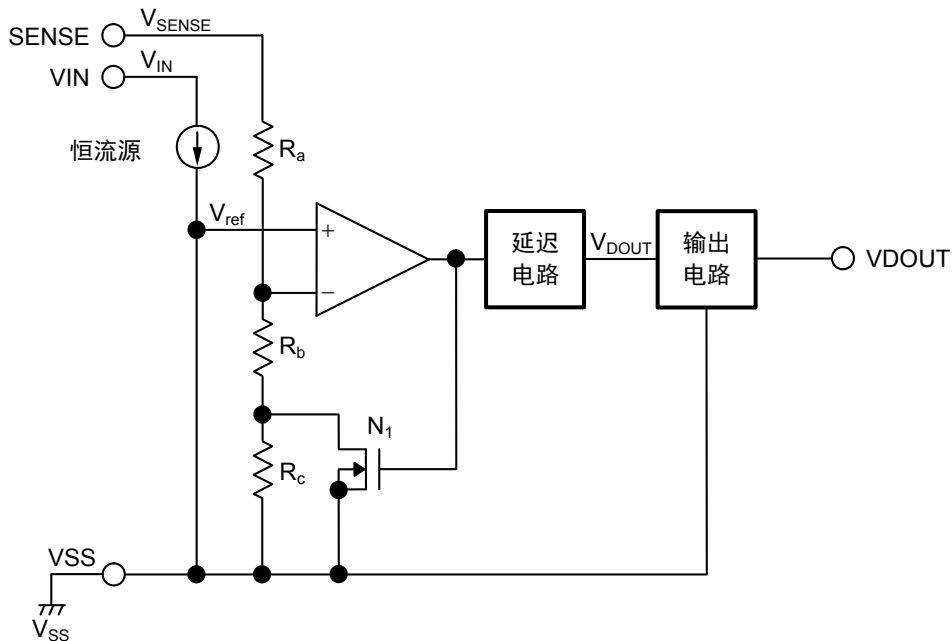 SENSE
V_SENSE
VIN
V_IN
恒流源
R_a
V_ref
+
−
延迟
电路
V_DOUT
输出
电路
VDOUT
R_b
N_1
R_c
VSS
V_SS